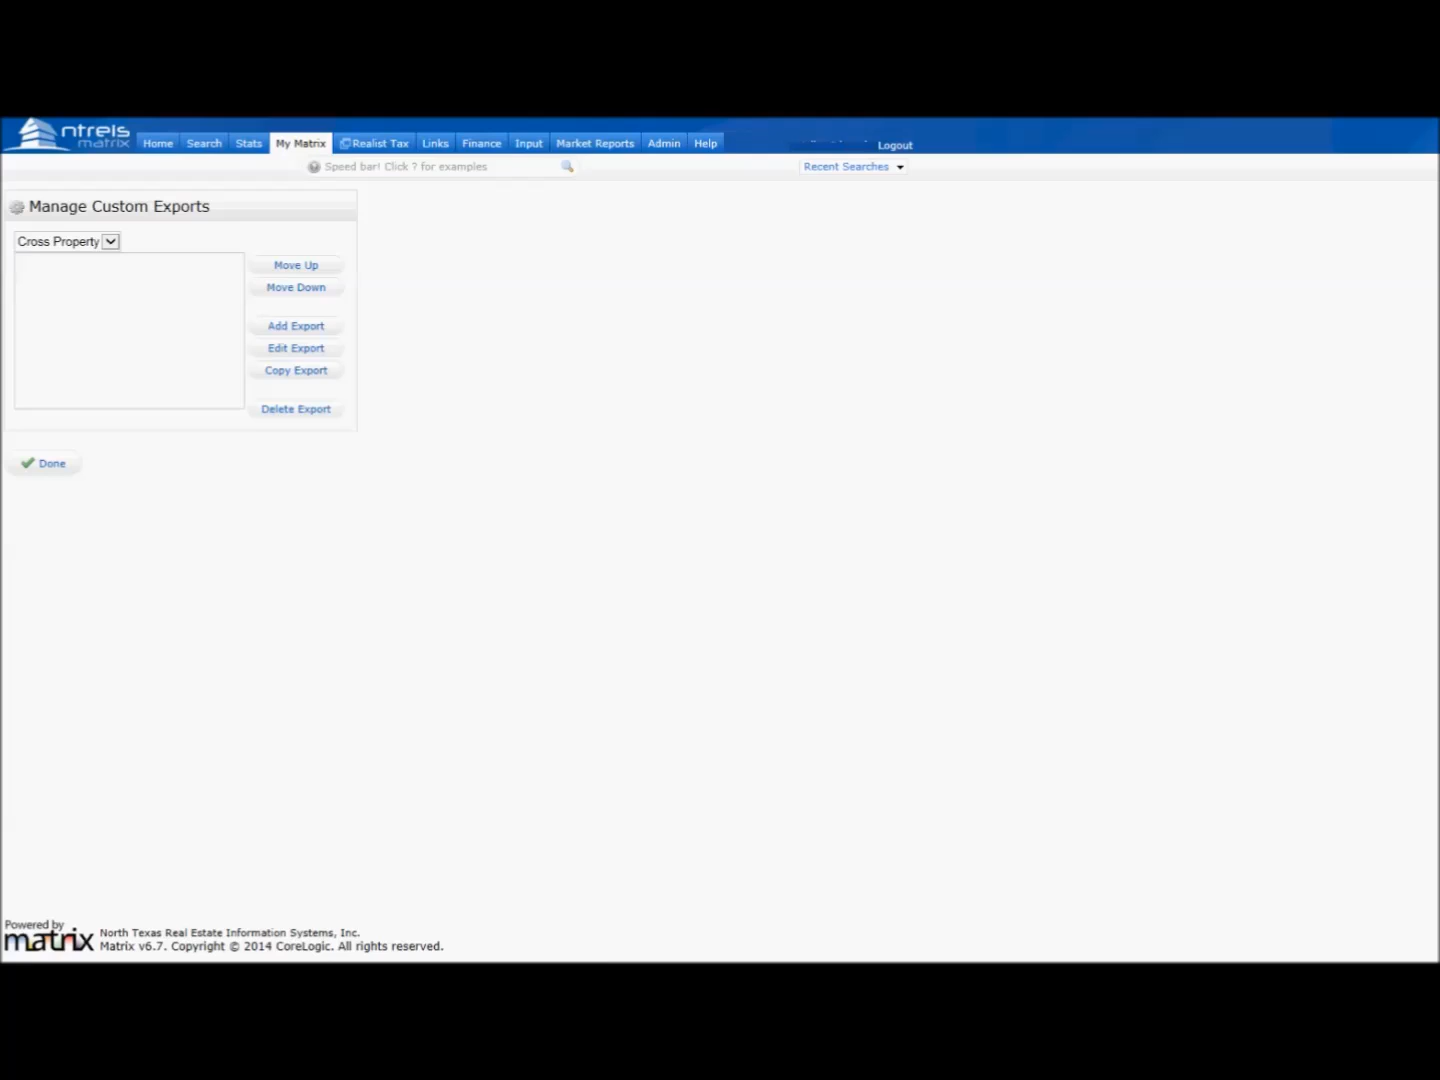 ntreis
matrix
Home Search Stats My Matrix Realist Tax Links Finance Input Market Reports Admin Help Logout
Speed bar! Click ? for examples
Recent Searches
Manage Custom Exports
Cross Property
Move Up
Move Down
Add Export
Edit Export
Copy Export
Delete Export
Done
Powered by
matrix
North Texas Real Estate Information Systems, Inc.
Matrix v6.7. Copyright © 2014 CoreLogic. All rights reserved.